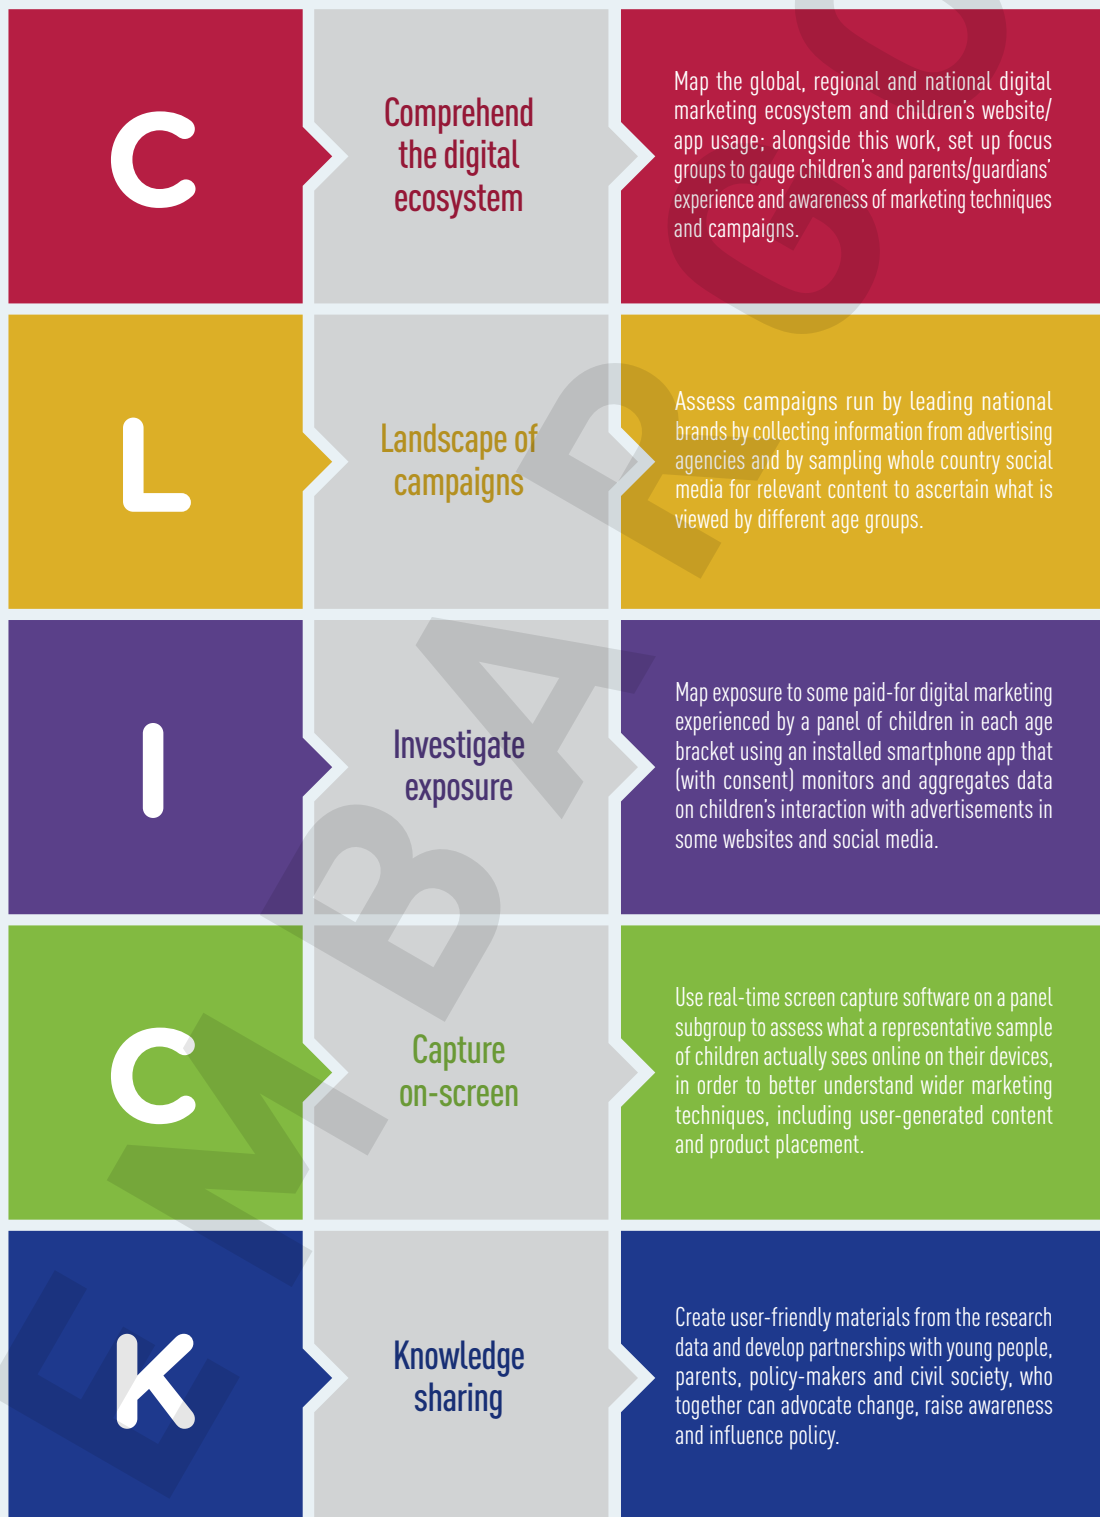 C
Comprehend
the digital
ecosystem
Map the global, regional and national digital
marketing ecosystem and children's website/
app usage; alongside this work, set up focus
groups to gauge children's and parents/guardians'
experience and awareness of marketing techniques
and campaigns.
L
Landscape of
campaigns
Assess campaigns run by leading national
brands by collecting information from advertising
agencies and by sampling whole country social
media for relevant content to ascertain what is
viewed by different age groups.
I
Investigate
exposure
Map exposure to some paid-for digital marketing
experienced by a panel of children in each age
bracket using an installed smartphone app that
(with consent) monitors and aggregates data
on children's interaction with advertisements in
some websites and social media.
C
Capture
on-screen
Use real-time screen capture software on a panel
subgroup to assess what a representative sample
of children actually sees online on their devices,
in order to better understand wider marketing
techniques, including user-generated content
and product placement.
K
Knowledge
sharing
Create user-friendly materials from the research
data and develop partnerships with young people,
parents, policy-makers and civil society, who
together can advocate change, raise awareness
and influence policy.
EMBARGO